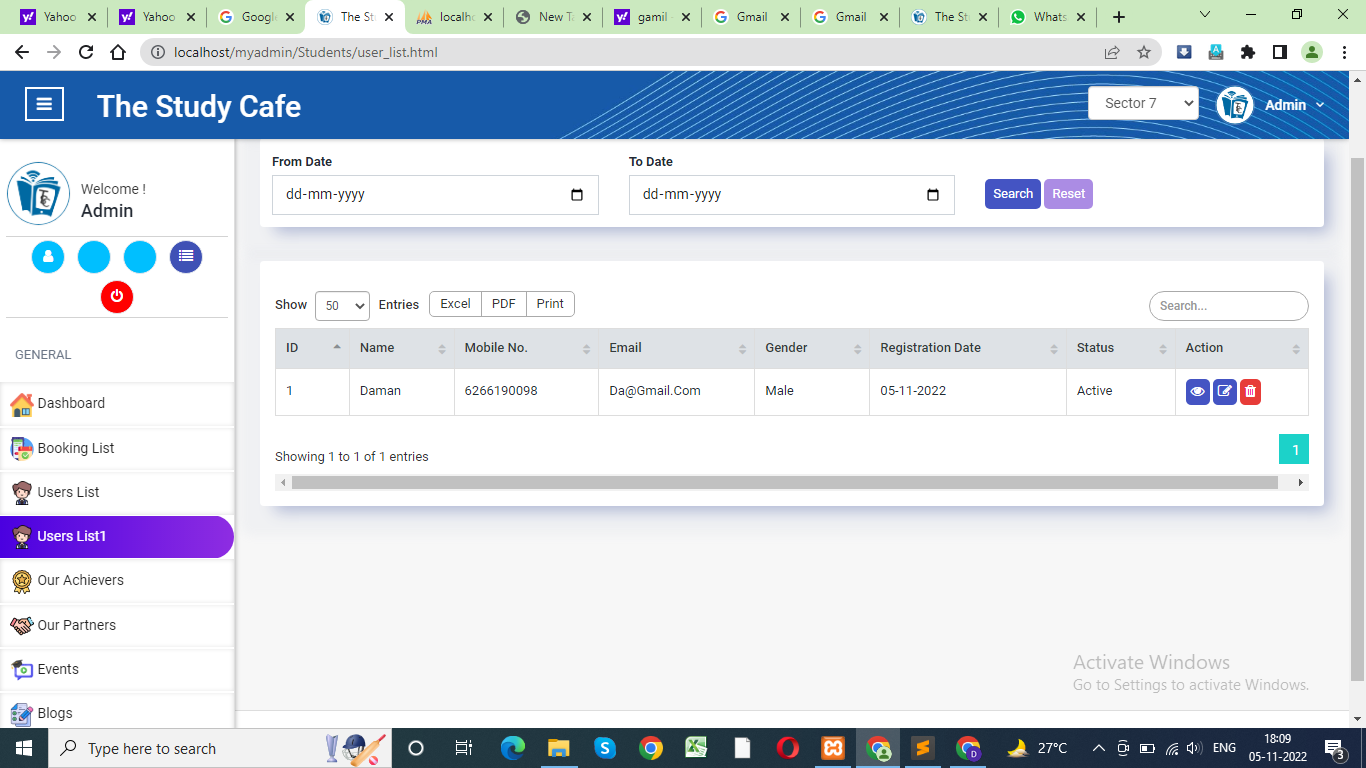 Yahoo
Yahoo
Google
The St
localh
New T
gamil
Gmail
Gmail
The St
Whats
localhost/myadmin/Students/user_list.html
The Study Cafe
Sector 7
Admin
Welcome !
Admin
GENERAL
Dashboard
Booking List
Users List
Users List1
Our Achievers
Our Partners
Events
Blogs
From Date
To Date
dd-mm-yyyy
dd-mm-yyyy
Search
Reset
Show 50 Entries
Excel PDF Print
Search...
ID Name Mobile No. Email Gender Registration Date Status Action
1 Daman 6266190098 Da@Gmail.Com Male 05-11-2022 Active
Showing 1 to 1 of 1 entries
1
Activate Windows
Go to Settings to activate Windows.
Type here to search
27°C
ENG
18:09
05-11-2022
3